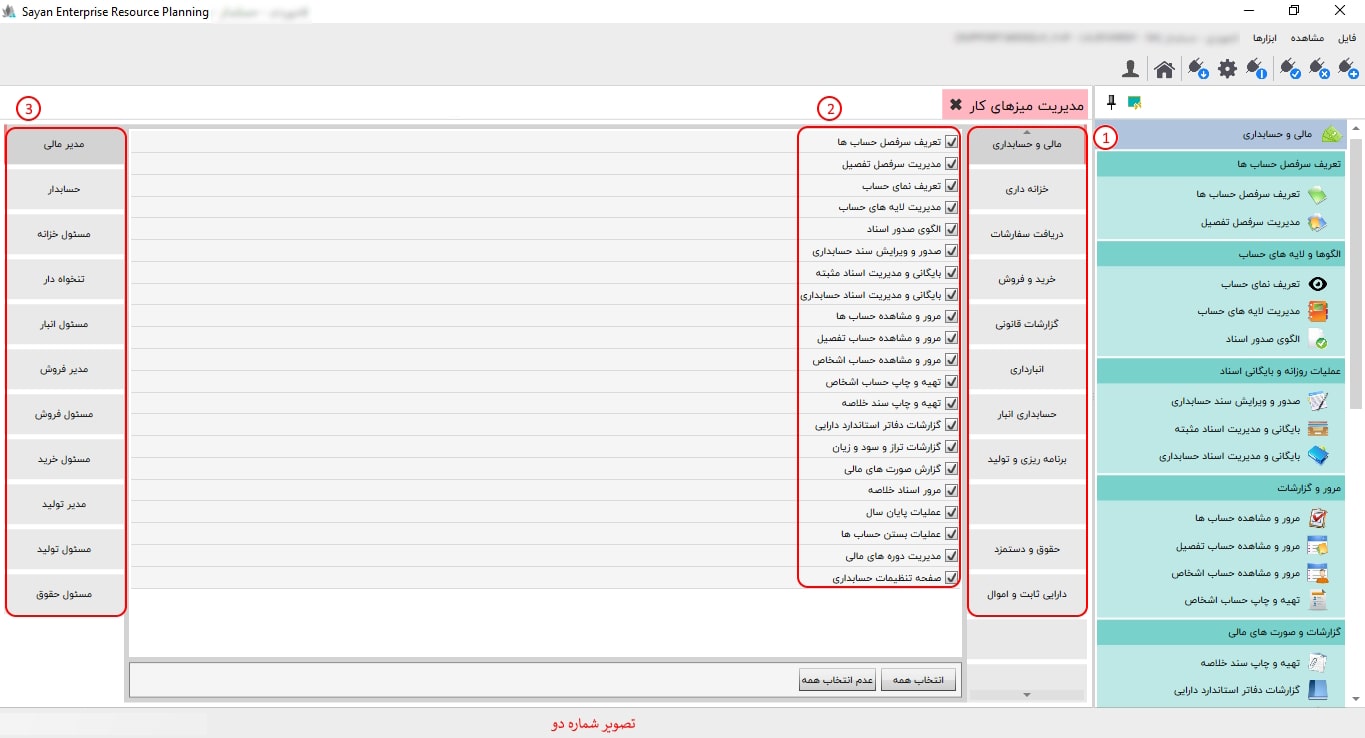 Sayan Enterprise Resource Planning
فایل
مشاهده
ابزارها
مدیریت میزهای کار
1
2
3
مالی و حسابداری
تعریف سرفصل حساب ها
تعریف سرفصل حساب ها
مدیریت سرفصل تفصیل
الگوها و لایه های حساب
تعریف نمای حساب
مدیریت لایه های حساب
الگوی صدور اسناد
عملیات روزانه و بایگانی اسناد
صدور و ویرایش سند حسابداری
بایگانی و مدیریت اسناد مثبته
بایگانی و مدیریت اسناد حسابداری
مرور و گزارشات
مرور و مشاهده حساب ها
مرور و مشاهده حساب تفصیل
مرور و مشاهده حساب اشخاص
تهیه و چاپ حساب اشخاص
گزارشات و صورت های مالی
تهیه و چاپ سند خلاصه
گزارشات دفاتر استاندارد دارایی
مالی و حسابداری
خزانه داری
دریافت سفارشات
خرید و فروش
گزارشات قانونی
انبارداری
حسابداری انبار
برنامه ریزی و تولید
حقوق و دستمزد
دارایی ثابت و اموال
تعریف سرفصل حساب ها
مدیریت سرفصل تفصیل
تعریف نمای حساب
مدیریت لایه های حساب
الگوی صدور اسناد
صدور و ویرایش سند حسابداری
بایگانی و مدیریت اسناد مثبته
بایگانی و مدیریت اسناد حسابداری
مرور و مشاهده حساب ها
مرور و مشاهده حساب تفصیل
مرور و مشاهده حساب اشخاص
تهیه و چاپ حساب اشخاص
تهیه و چاپ سند خلاصه
گزارشات دفاتر استاندارد دارایی
گزارشات تراز و سود و زیان
گزارش صورت های مالی
مرور اسناد خلاصه
عملیات پایان سال
عملیات بستن حساب ها
مدیریت دوره های مالی
صفحه تنظیمات حسابداری
انتخاب همه
عدم انتخاب همه
مدیر مالی
حسابدار
مسئول خزانه
تنخواه دار
مسئول انبار
مدیر فروش
مسئول فروش
مسئول خرید
مدیر تولید
مسئول تولید
مسئول حقوق
تصویر شماره دو